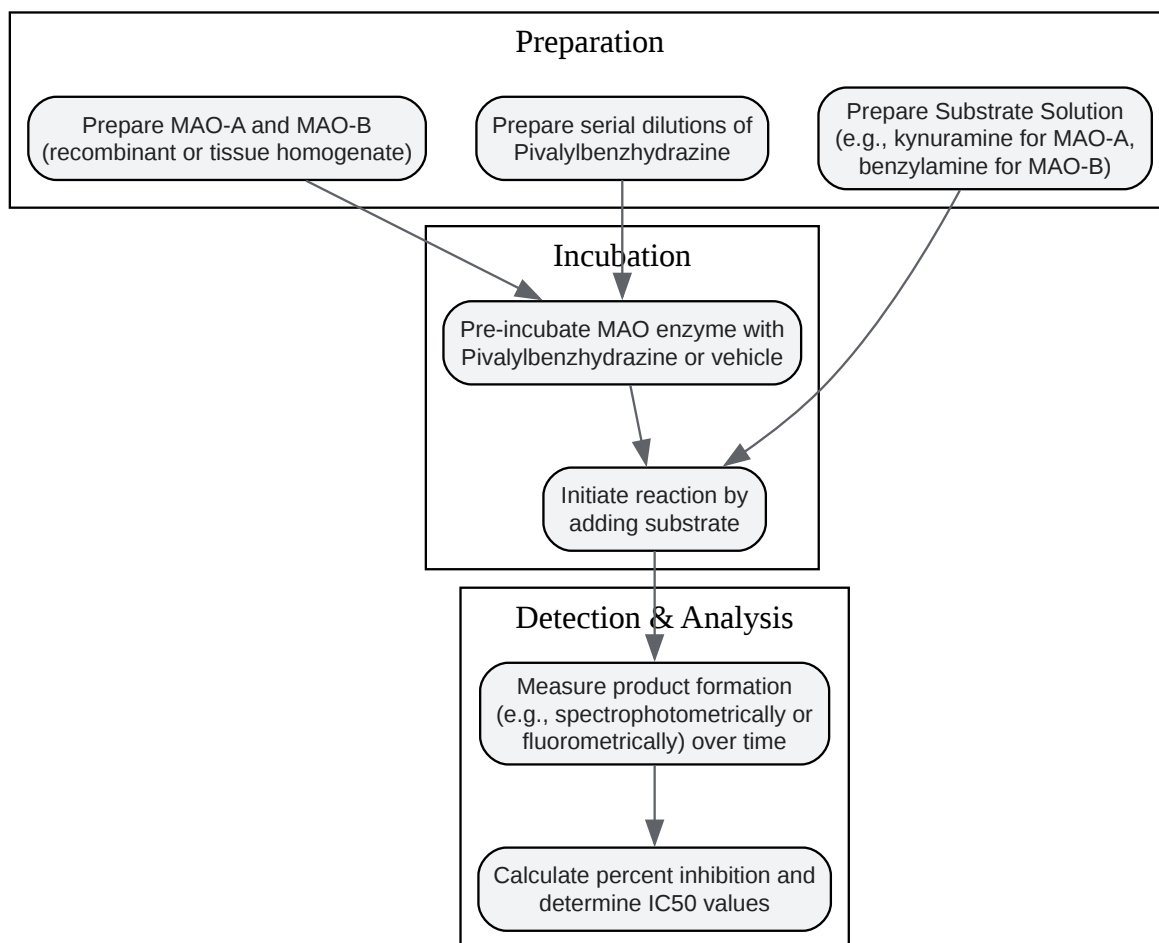 Preparation
Prepare MAO-A and MAO-B
(recombinant or tissue homogenate)
Prepare serial dilutions of
Pivalylbenzhydrazine
Prepare Substrate Solution
(e.g., kynuramine for MAO-A,
benzylamine for MAO-B)
Incubation
Pre-incubate MAO enzyme with
Pivalylbenzhydrazine or vehicle
Initiate reaction by
adding substrate
Detection & Analysis
Measure product formation
(e.g., spectrophotometrically or
fluorometrically) over time
Calculate percent inhibition and
determine IC50 values